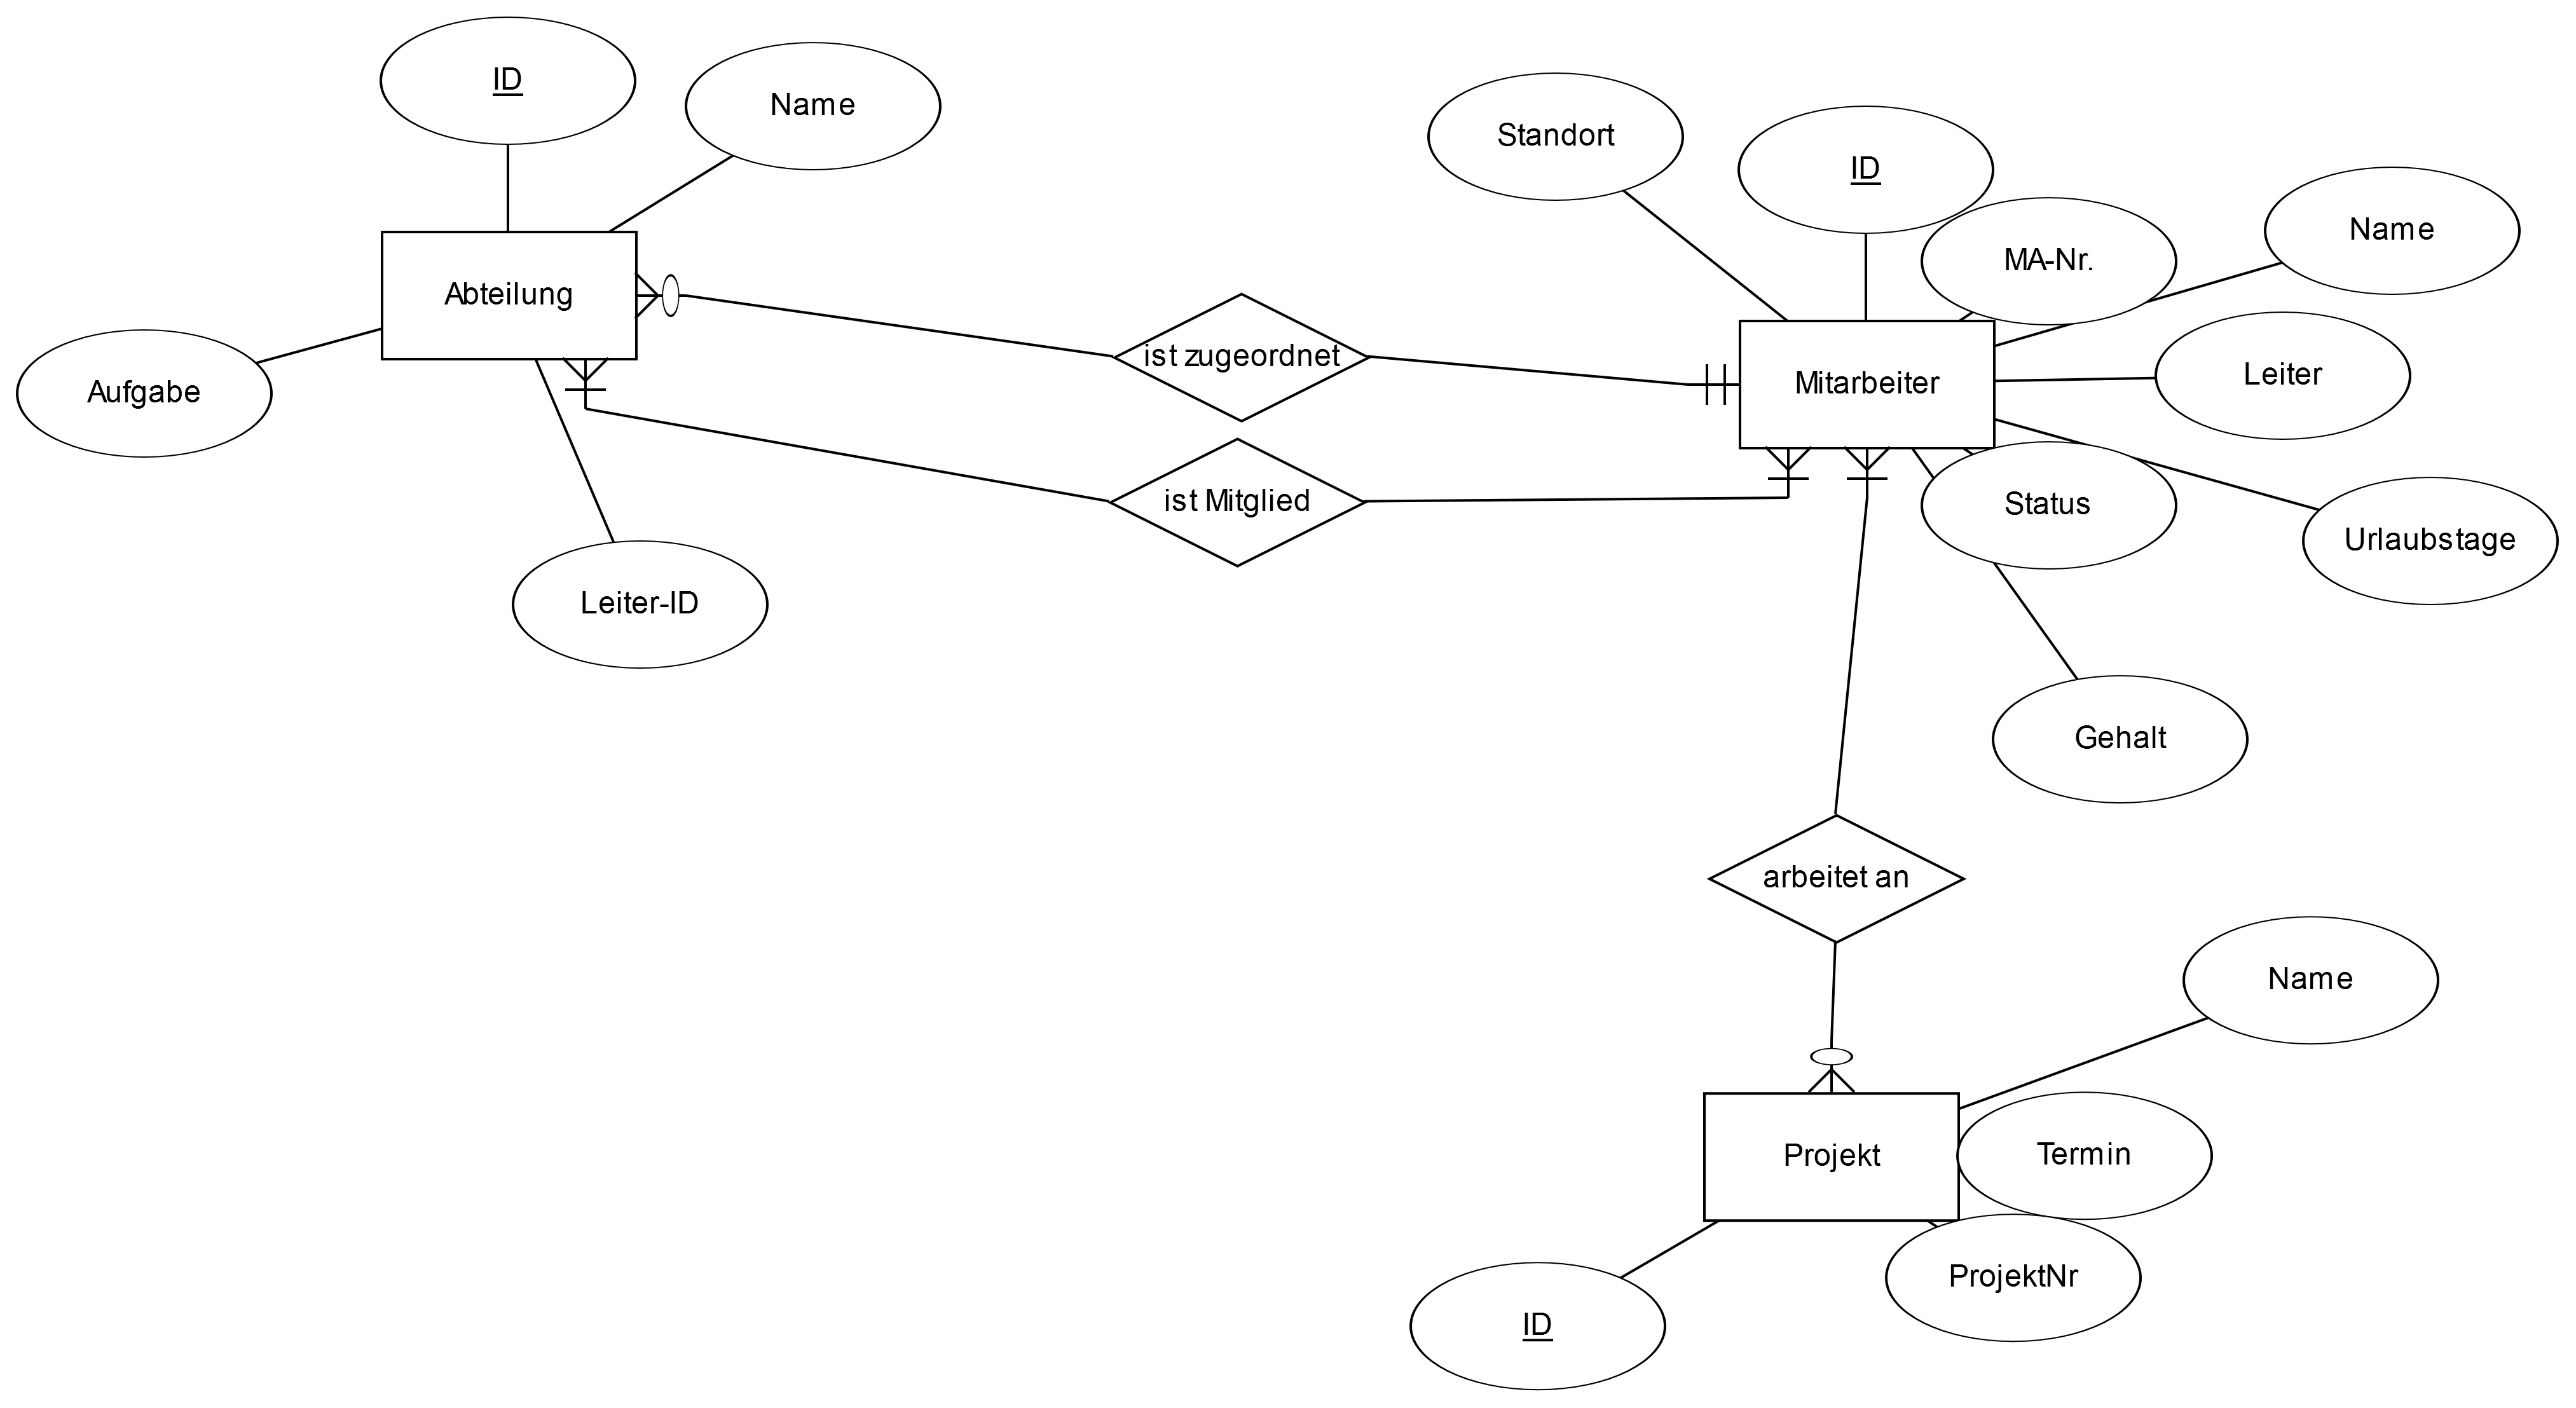 ID
Name
Standort
ID
Name
MA-Nr.
Abteilung
ist zugeordnet
Leiter
Mitarbeiter
Aufgabe
ist Mitglied
Status
Urlaubstage
Leiter-ID
Gehalt
arbeitet an
Name
Projekt
Termin
ProjektNr
ID